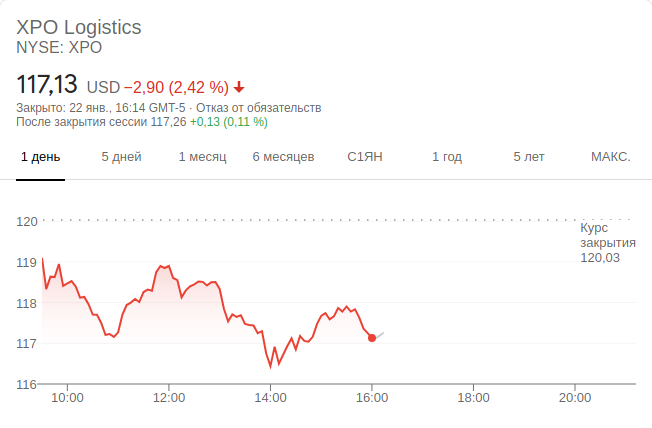 XPO Logistics
NYSE: XPO
117,13 USD −2,90 (2,42 %)
Закрыто: 22 янв., 16:14 GMT-5 · Отказ от обязательств
После закрытия сессии 117,26 +0,13 (0,11 %)
1 день 5 дней 1 месяц 6 месяцев С1ЯН 1 год 5 лет МАКС.
120
Курс
закрытия
120,03
119
118
117
116
10:00 12:00 14:00 16:00 18:00 20:00